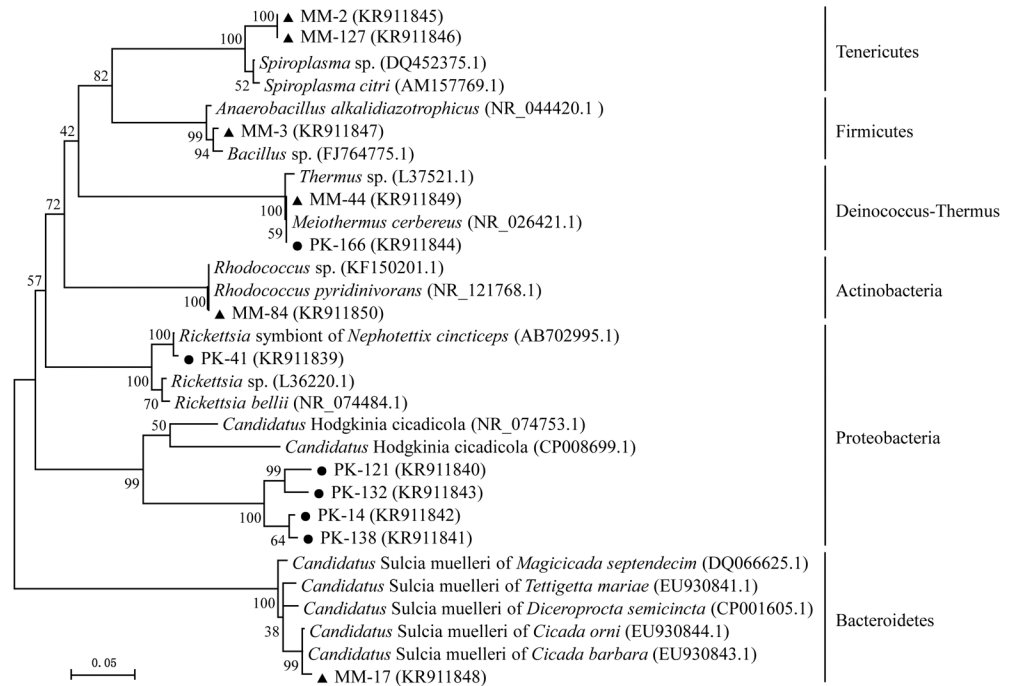 100 MM-2 (KR911845)
100 MM-127 (KR911846)
Tenericutes
Spiroplasma sp. (DQ452375.1)
82
52 Spiroplasma citri (AM157769.1)
Anaerobacillus alkalidiazotrophicus (NR_044420.1 )
42 99 MM-3 (KR911847)
Firmicutes
94 Bacillus sp. (FJ764775.1)
Thermus sp. (L37521.1)
72 100 MM-44 (KR911849)
Deinococcus-Thermus
Meiothermus cerbereus (NR_026421.1)
59 PK-166 (KR911844)
Rhodococcus sp. (KF150201.1)
57 Rhodococcus pyridinivorans (NR_121768.1)
Actinobacteria
100 MM-84 (KR911850)
100 Rickettsia symbiont of Nephotettix cincticeps (AB702995.1)
PK-41 (KR911839)
100 Rickettsia sp. (L36220.1)
70 Rickettsia bellii (NR_074484.1)
50 Candidatus Hodgkinia cicadicola (NR_074753.1)
Proteobacteria
Candidatus Hodgkinia cicadicola (CP008699.1)
99 99 PK-121 (KR911840)
PK-132 (KR911843)
100 PK-14 (KR911842)
64 PK-138 (KR911841)
Candidatus Sulcia muelleri of Magicicada septendecim (DQ066625.1)
Candidatus Sulcia muelleri of Tettigetta mariae (EU930841.1)
100 Candidatus Sulcia muelleri of Diceroprocta semicincta (CP001605.1)
Bacteroidetes
38 Candidatus Sulcia muelleri of Cicada orni (EU930844.1)
Candidatus Sulcia muelleri of Cicada barbara (EU930843.1)
99 MM-17 (KR911848)
0.05